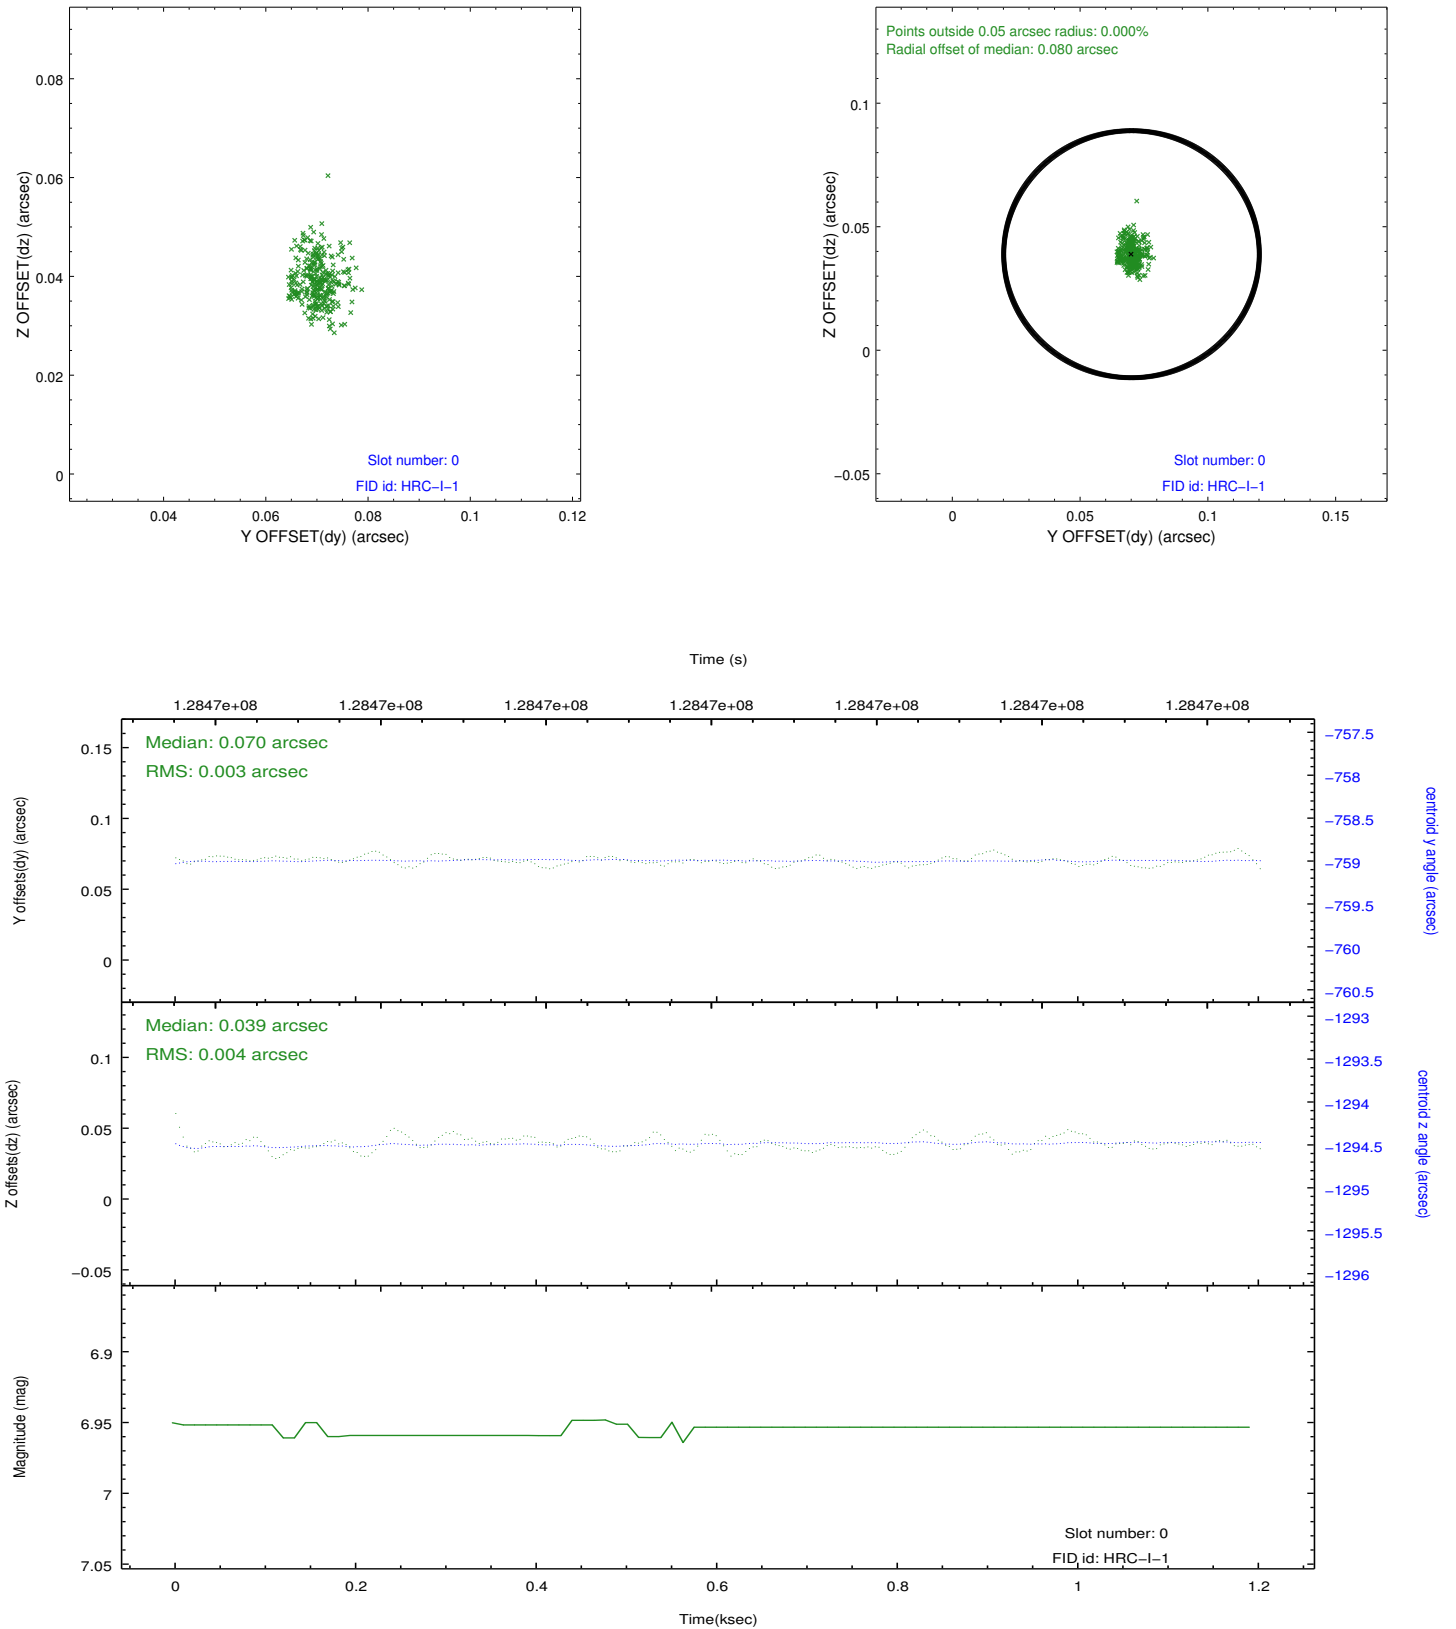 0.08
0.06
0.04
0.02
0
Z OFFSET(dz) (arcsec)
Slot number: 0
FID id: HRC−I−1
0.04
0.06
0.08
0.1
0.12
Y OFFSET(dy) (arcsec)
Points outside 0.05 arcsec radius: 0.000%
Radial offset of median: 0.080 arcsec
0.1
0.05
0
−0.05
Z OFFSET(dz) (arcsec)
Slot number: 0
FID id: HRC−I−1
0
0.05
0.1
0.15
Y OFFSET(dy) (arcsec)
Time (s)
1.2847e+08
1.2847e+08
1.2847e+08
1.2847e+08
1.2847e+08
1.2847e+08
1.2847e+08
Median: 0.070 arcsec
RMS: 0.003 arcsec
0.15
0.1
0.05
0
Y offsets(dy) (arcsec)
−757.5
−758
−758.5
−759
−759.5
−760
−760.5
centroid y angle (arcsec)
Median: 0.039 arcsec
RMS: 0.004 arcsec
0.1
0.05
0
−0.05
Z offsets(dz) (arcsec)
−1293
−1293.5
−1294
−1294.5
−1295
−1295.5
−1296
centroid z angle (arcsec)
6.9
6.95
7
7.05
Magnitude (mag)
Slot number: 0
FID id: HRC−I−1
0
0.2
0.4
0.6
0.8
1
1.2
Time(ksec)